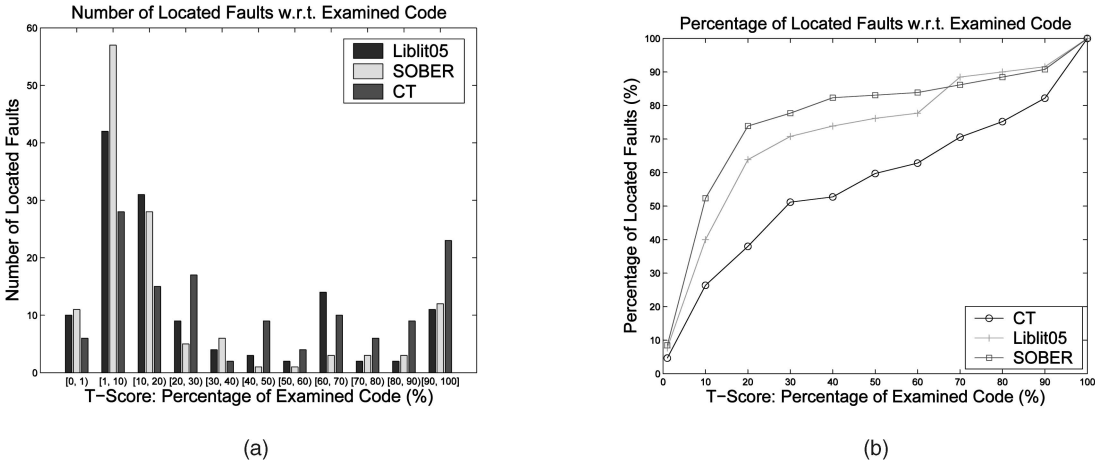 Number of Located Faults w.r.t. Examined Code
Number of Located Faults
60
50
40
30
20
10
0
Liblit05
SOBER
CT
[0, 1) [1, 10) [10, 20) [20, 30) [30, 40) [40, 50) [50, 60) [60, 70) [70, 80) [80, 90)[90, 100]
T-Score: Percentage of Examined Code (%)
(a)
Percentage of Located Faults w.r.t. Examined Code
Percentage of Located Faults (%)
100
90
80
70
60
50
40
30
20
10
0
CT
Liblit05
SOBER
0 10 20 30 40 50 60 70 80 90 100
T-Score: Percentage of Examined Code (%)
(b)